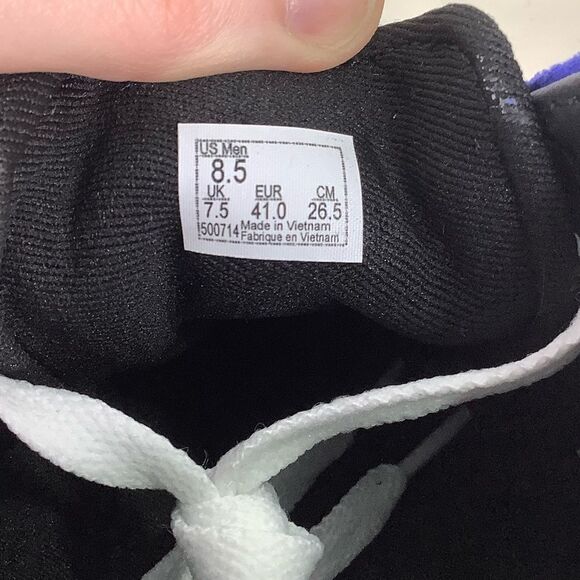 US Men
8.5
UK EUR CM
7.5 41.0 26.5
500714 Made in Vietnam
Fabrique en Vietnam